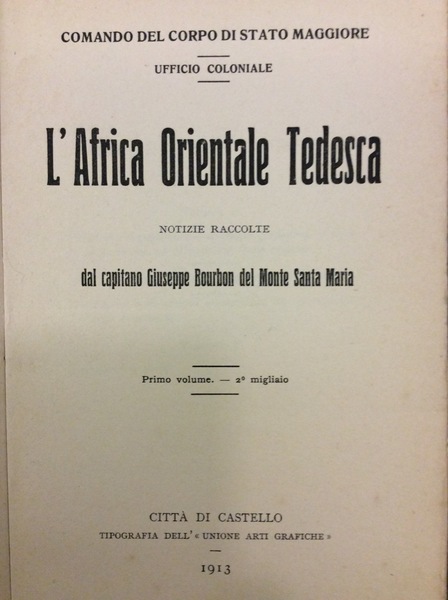 COMANDO DEL CORPO DI STATO MAGGIORE
UFFICIO COLONIALE
L'Africa Orientale Tedesca
NOTIZIE RACCOLTE
dal capitano Giuseppe Bourbon del Monte Santa Maria
Primo volume. — 2º migliaio
CITTÀ DI CASTELLO
TIPOGRAFIA DELL'« UNIONE ARTI GRAFICHE »
1913